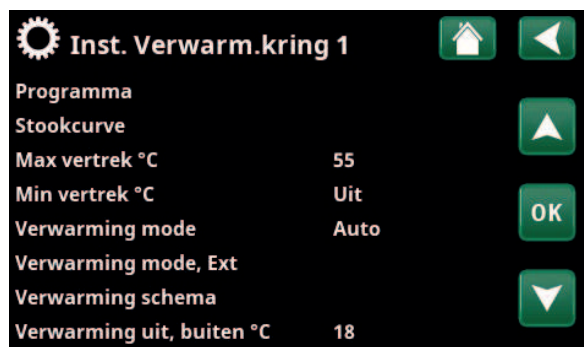 Inst. Verwarm.kring 1
Programma
Stookcurve
Max vertrek °C 55
Min vertrek °C Uit
Verwarming mode Auto
OK
Verwarming mode, Ext
Verwarming schema
Verwarming uit, buiten °C 18